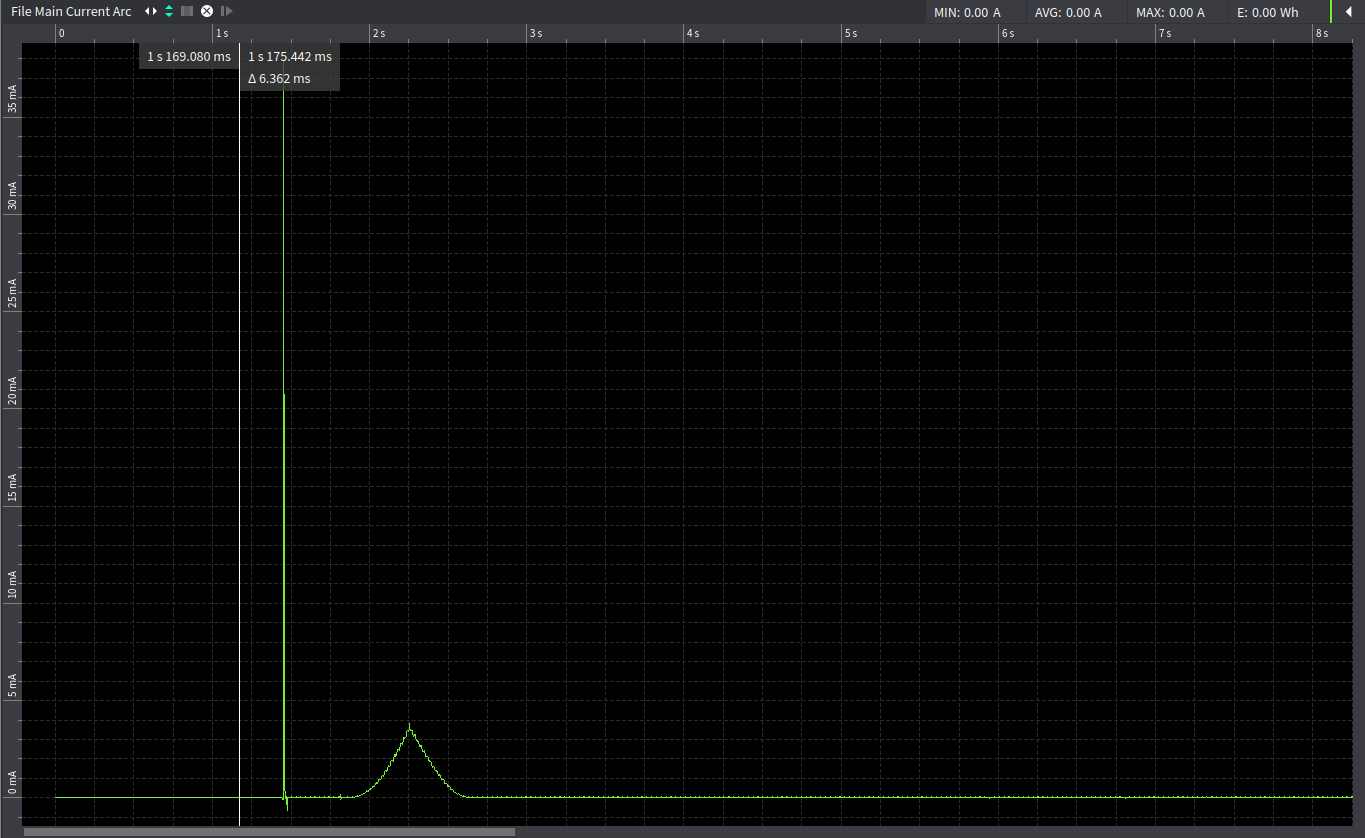 File Main Current Arc
MIN: 0.00 A
AVG: 0.00 A
MAX: 0.00 A
E: 0.00 Wh
0
1 s
2 s
3 s
4 s
5 s
6 s
7 s
8 s
1 s 169.080 ms
1 s 175.442 ms
Δ 6.362 ms
35 mA
30 mA
25 mA
20 mA
15 mA
10 mA
5 mA
0 mA